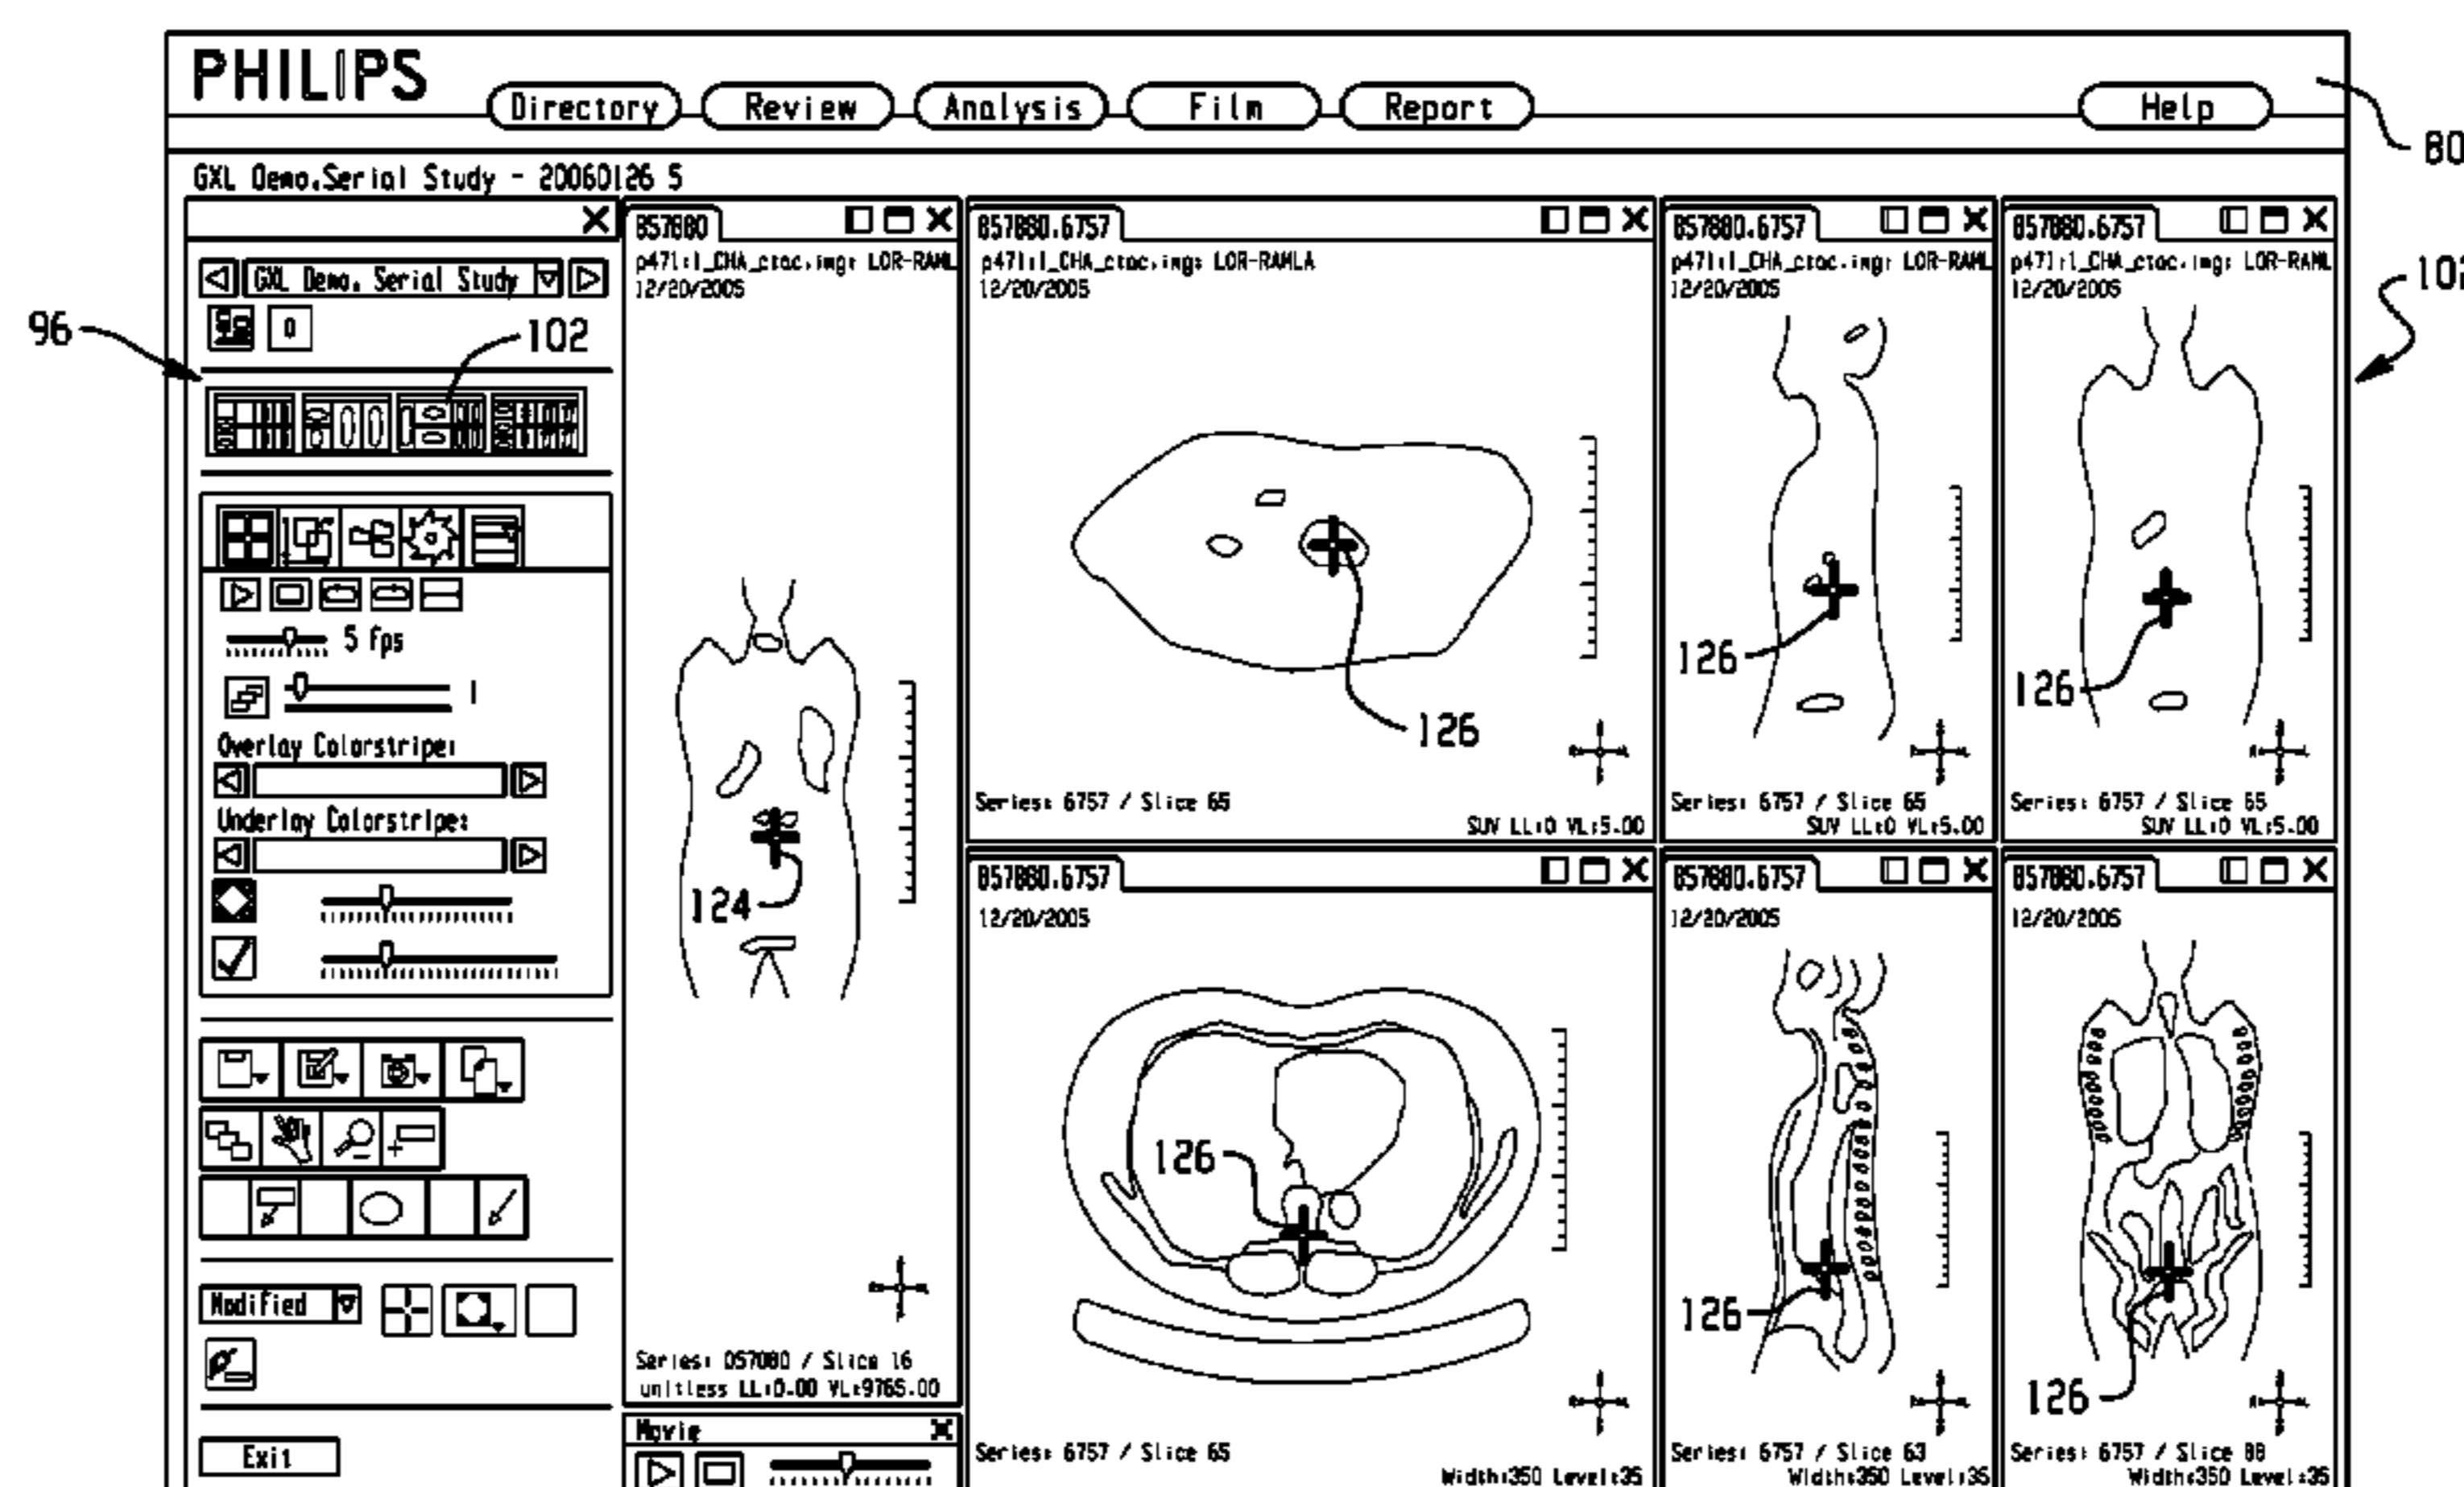 PHILIPS
Directory Review Analysis Film Report Help
80
GXL Demo.Serial Study - 20060126 S
GXL Demo. Serial Study
0
96
102
102
5 fps
1
Overlay Colorstripe:
Underlay Colorstripe:
Modified
Exit
857880
p471:1_CHA_ctac.img: LOR-RAML
12/20/2005
124
Series: 057080 / Slice 16
unitless LL:0.00 VL:9765.00
Movie
857880.6757
p471:1_CHA_ctac.img: LOR-RAMLA
12/20/2005
126
Series: 6757 / Slice 65
SUV LL:0 VL:5.00
857880.6757
p471:1_CHA_ctac.img: LOR-RAML
12/20/2005
126
Series: 6757 / Slice 65
SUV LL:0 VL:5.00
857880.6757
p471:1_CHA_ctac.img: LOR-RAML
12/20/2005
126
Series: 6757 / Slice 65
SUV LL:0 VL:5.00
857880.6757
12/20/2005
126
Series: 6757 / Slice 65
Width:350 Level:35
857880.6757
12/20/2005
126
Series: 6757 / Slice 63
Width:350 Level:35
857880.6757
12/20/2005
126
Series: 6757 / Slice 88
Width:350 Level:35